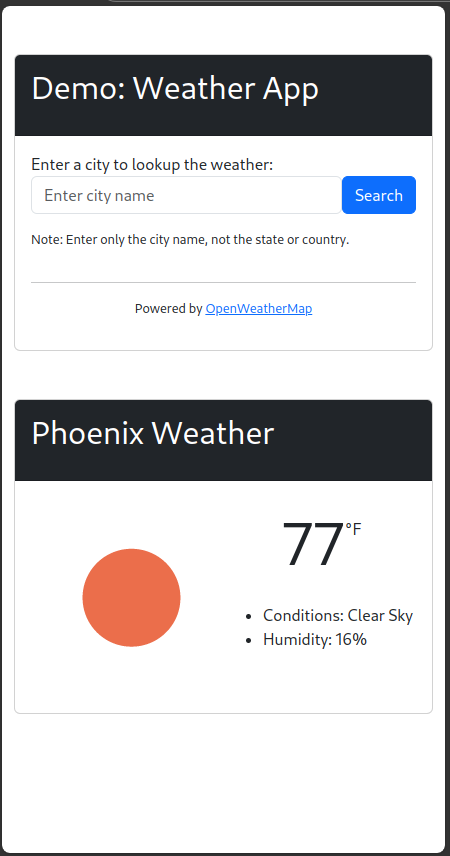 Demo: Weather App
Enter a city to lookup the weather:
Enter city name
Search
Note: Enter only the city name, not the state or country.
Powered by OpenWeatherMap
Phoenix Weather
77°F
• Conditions: Clear Sky
• Humidity: 16%